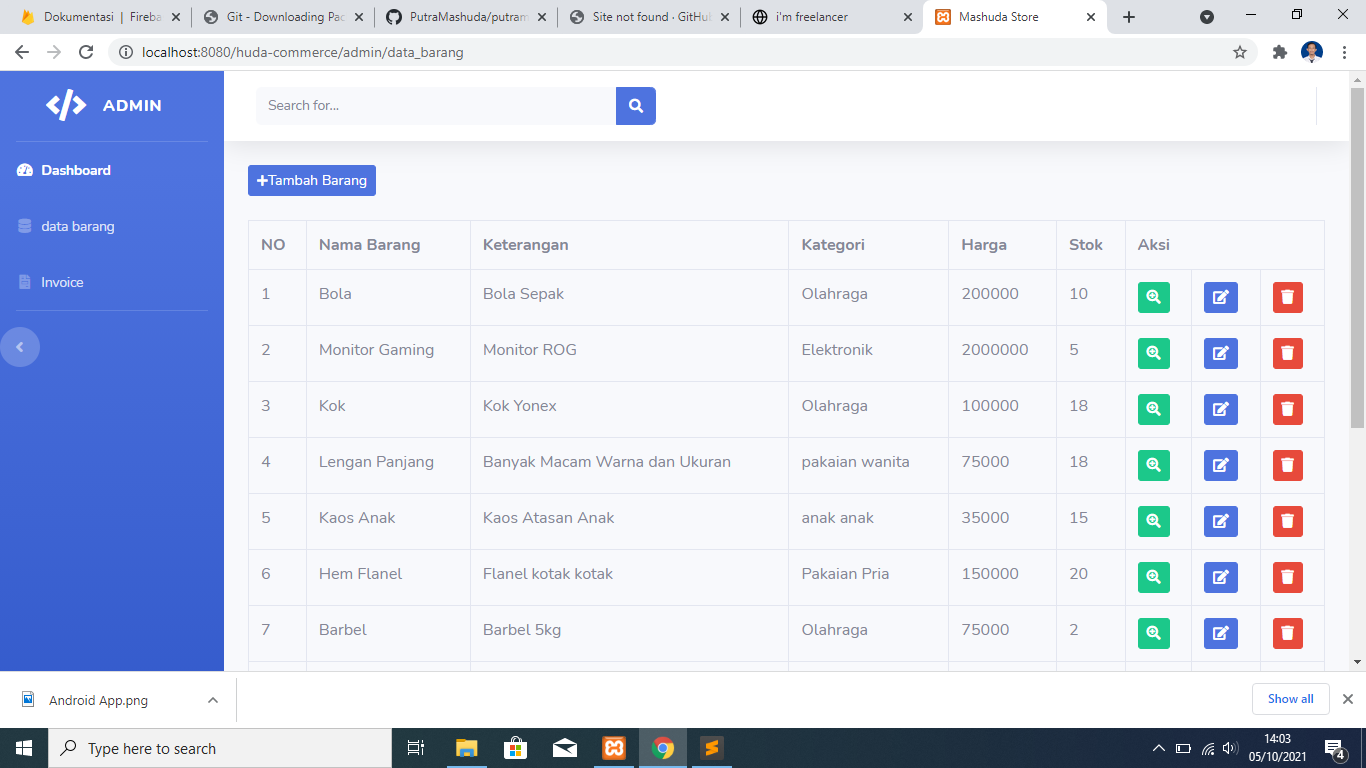 Dokumentasi | Fireba
Git - Downloading Pac
PutraMashuda/putram
Site not found · GitHu
i'm freelancer
Mashuda Store
localhost:8080/huda-commerce/admin/data_barang
ADMIN
Search for...
Dashboard
data barang
Invoice
Tambah Barang
NO Nama Barang Keterangan Kategori Harga Stok Aksi
1 Bola Bola Sepak Olahraga 200000 10
2 Monitor Gaming Monitor ROG Elektronik 2000000 5
3 Kok Kok Yonex Olahraga 100000 18
4 Lengan Panjang Banyak Macam Warna dan Ukuran pakaian wanita 75000 18
5 Kaos Anak Kaos Atasan Anak anak anak 35000 15
6 Hem Flanel Flanel kotak kotak Pakaian Pria 150000 20
7 Barbel Barbel 5kg Olahraga 75000 2
Android App.png
Show all
Type here to search
14:03
05/10/2021
4